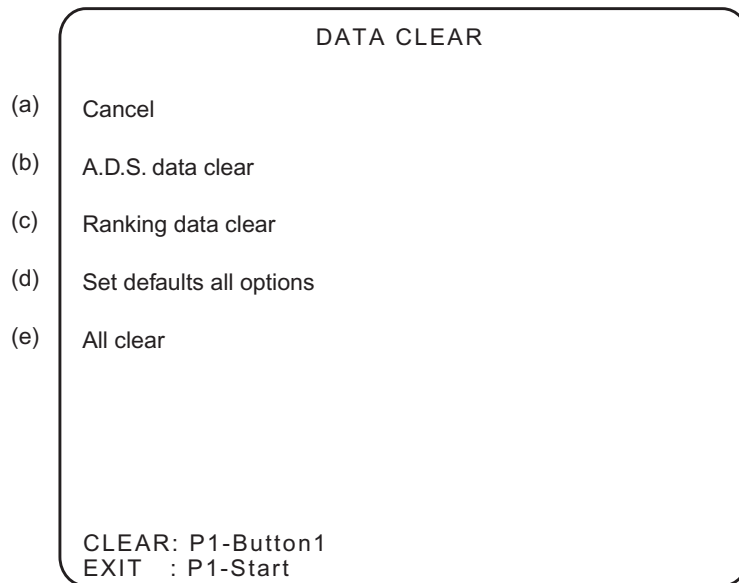 DATA CLEAR
(a) Cancel
(b) A.D.S. data clear
(c) Ranking data clear
(d) Set defaults all options
(e) All clear
CLEAR: P1-Button1
EXIT : P1-Start